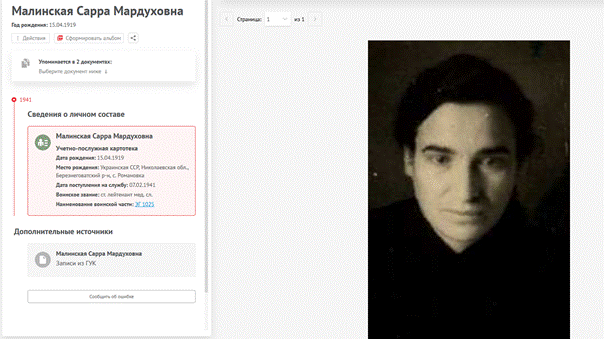 Малинская Сарра Мардуховна
Год рождения: 15.04.1919
Действия
Сформировать альбом
Упоминается в 2 документах:
Выберите документ ниже ↓
1941
Сведения о личном составе
Малинская Сарра Мардуховна
Учетно-послужная картотека
Дата рождения: 15.04.1919
Место рождения: Украинская ССР, Николаевская обл.,
Березнеговатский р-н, с. Романовка
Дата поступления на службу: 07.02.1941
Воинское звание: ст. лейтенант мед. сл.
Наименование воинской части: ЭГ 1025
Дополнительные источники
Малинская Сарра Мардуховна
Записи из ГУК
Сообщить об ошибке
Страница: 1 из 1